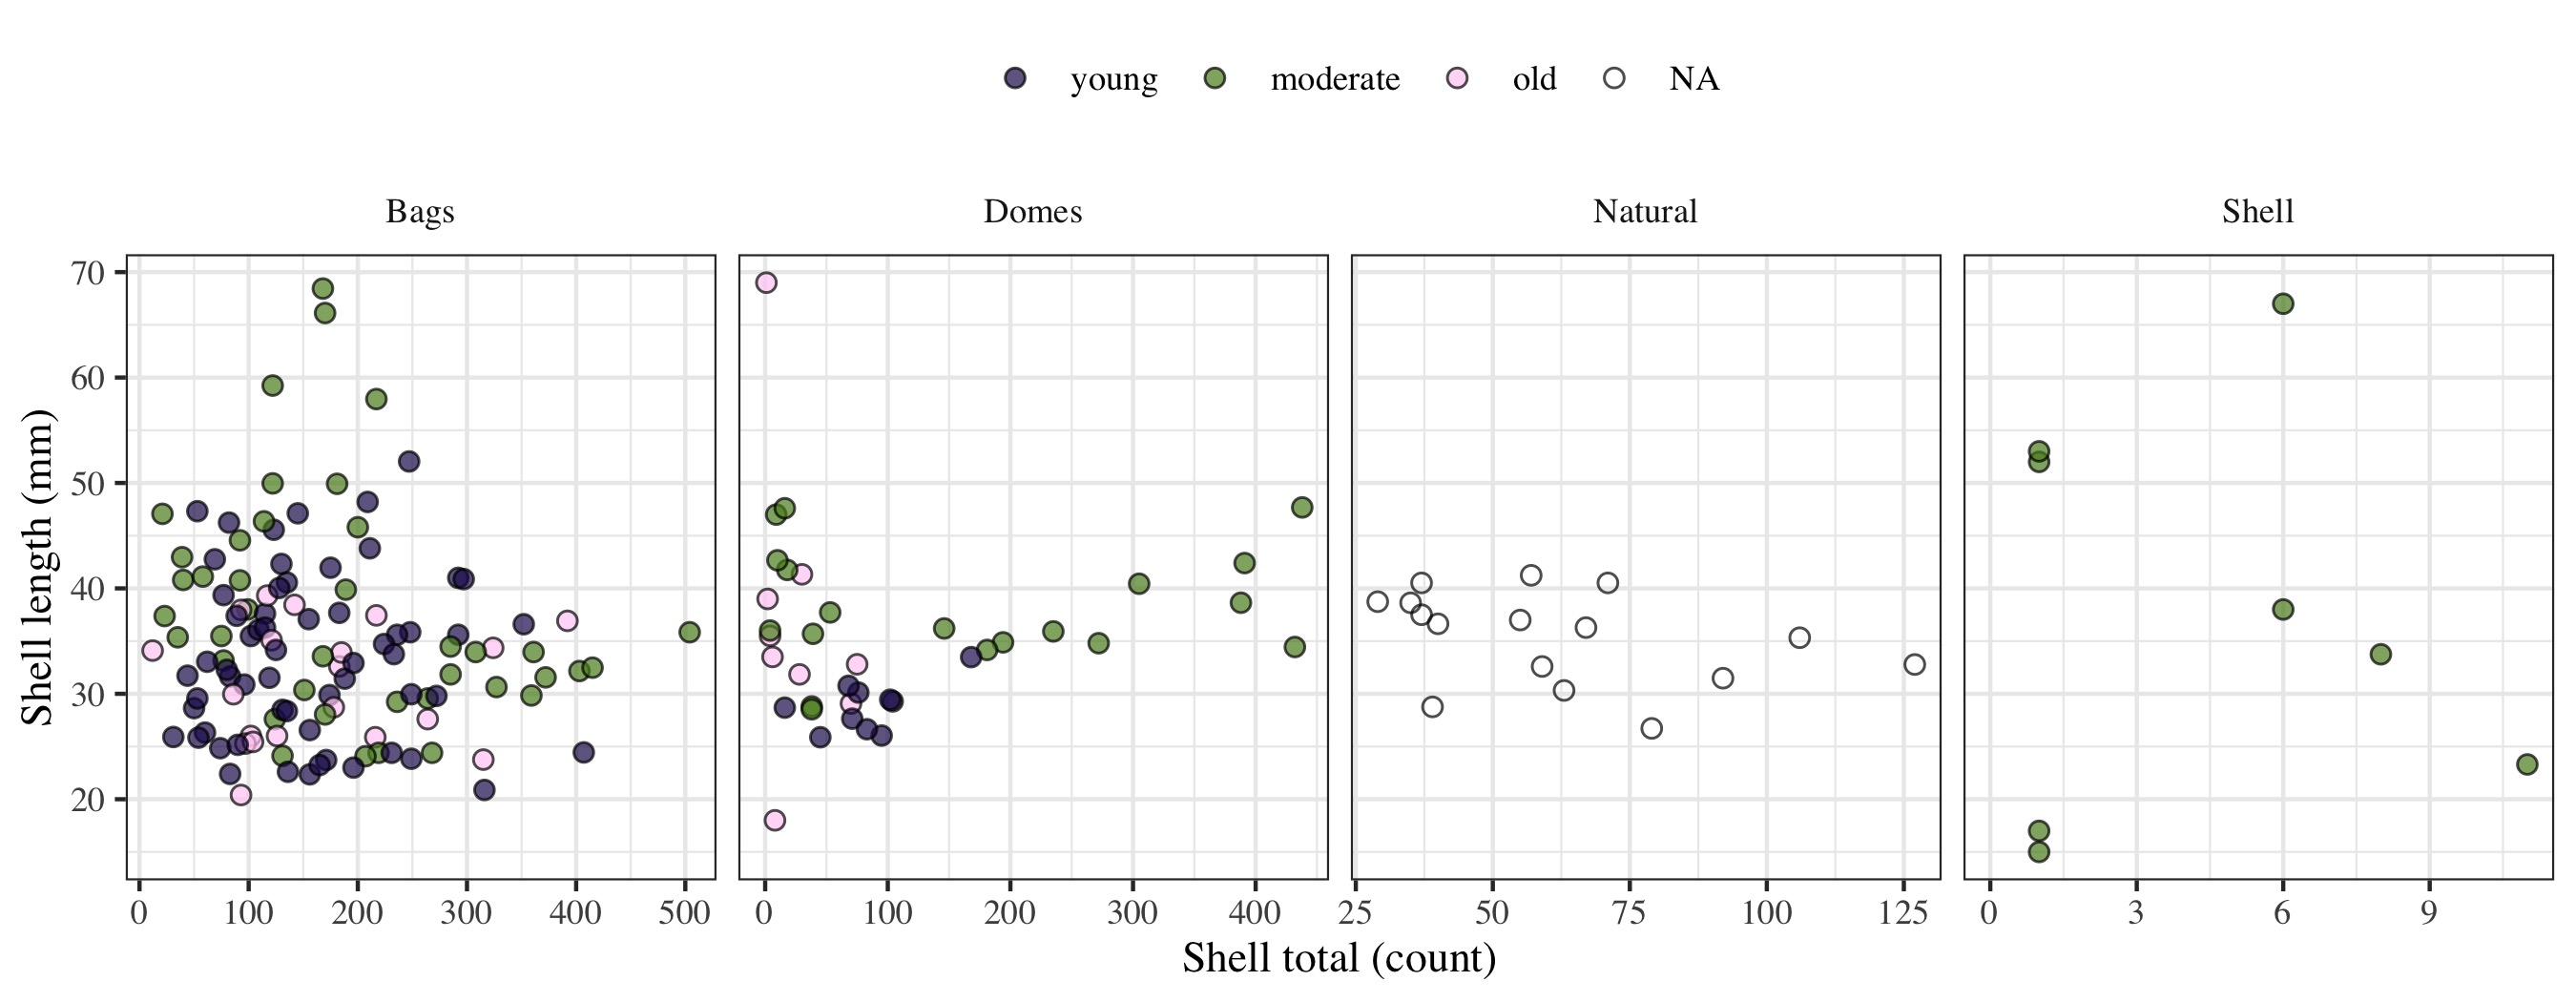 young moderate old NA
Bags Domes Natural Shell
70
60
50
40
30
20
Shell length (mm)
0 100 200 300 400 500 0 100 200 300 400 25 50 75 100 125 0 3 6 9
Shell total (count)